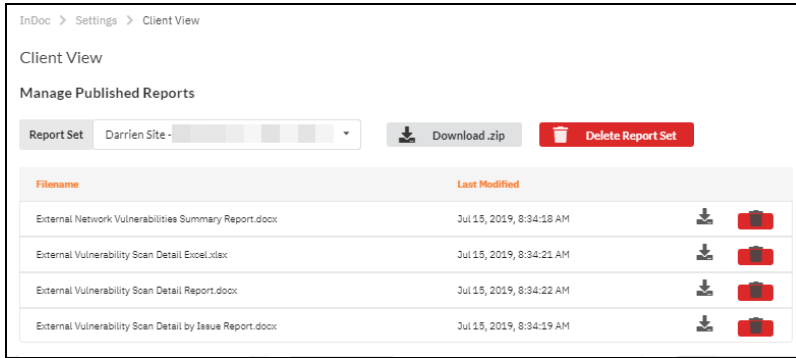 InDoc > Settings > Client View
Client View
Manage Published Reports
Report Set Darrien Site - Download .zip Delete Report Set
Filename Last Modified
External Network Vulnerabilities Summary Report.docx Jul 15, 2019, 8:34:18 AM
External Vulnerability Scan Detail Excel.xlsx Jul 15, 2019, 8:34:21 AM
External Vulnerability Scan Detail Report.docx Jul 15, 2019, 8:34:22 AM
External Vulnerability Scan Detail by Issue Report.docx Jul 15, 2019, 8:34:19 AM